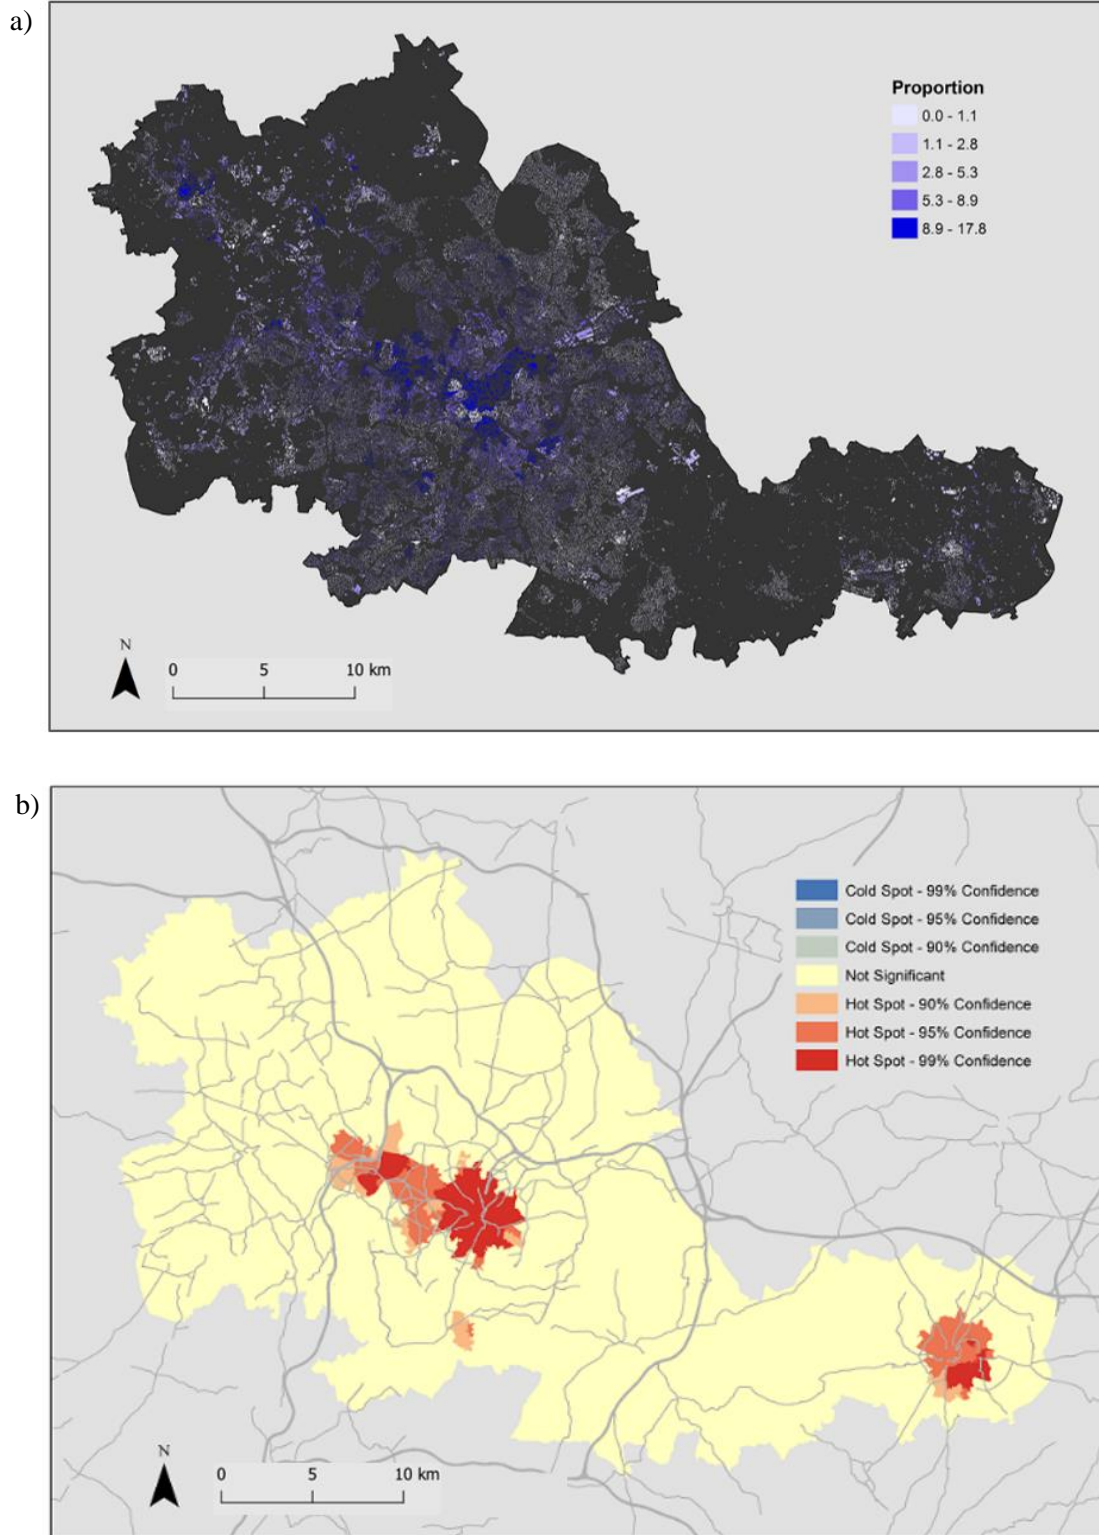 a)
Proportion
0.0 - 1.1
1.1 - 2.8
2.8 - 5.3
5.3 - 8.9
8.9 - 17.8
N
0 5 10 km
b)
Cold Spot - 99% Confidence
Cold Spot - 95% Confidence
Cold Spot - 90% Confidence
Not Significant
Hot Spot - 90% Confidence
Hot Spot - 95% Confidence
Hot Spot - 99% Confidence
N
0 5 10 km